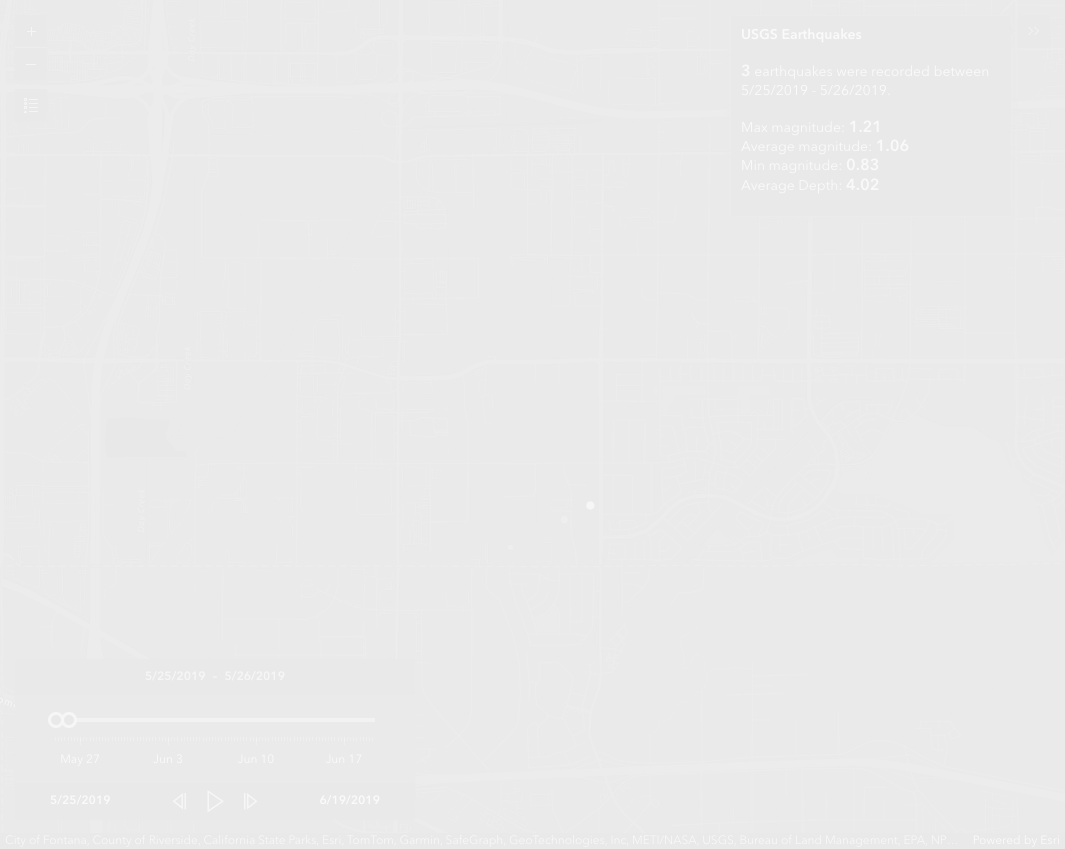 USGS Earthquakes
3 earthquakes were recorded between
5/25/2019 - 5/26/2019.
Max magnitude: 1.21
Average magnitude: 1.06
Min magnitude: 0.83
Average Depth: 4.02
5/25/2019 - 5/26/2019
May 27 Jun 3 Jun 10 Jun 17
5/25/2019 6/19/2019
City of Fontana, County of Riverside, California State Parks, Esri, TomTom, Garmin, SafeGraph, GeoTechnologies, Inc, METI/NASA, USGS, Bureau of Land Management, EPA, NP Powered by Esri